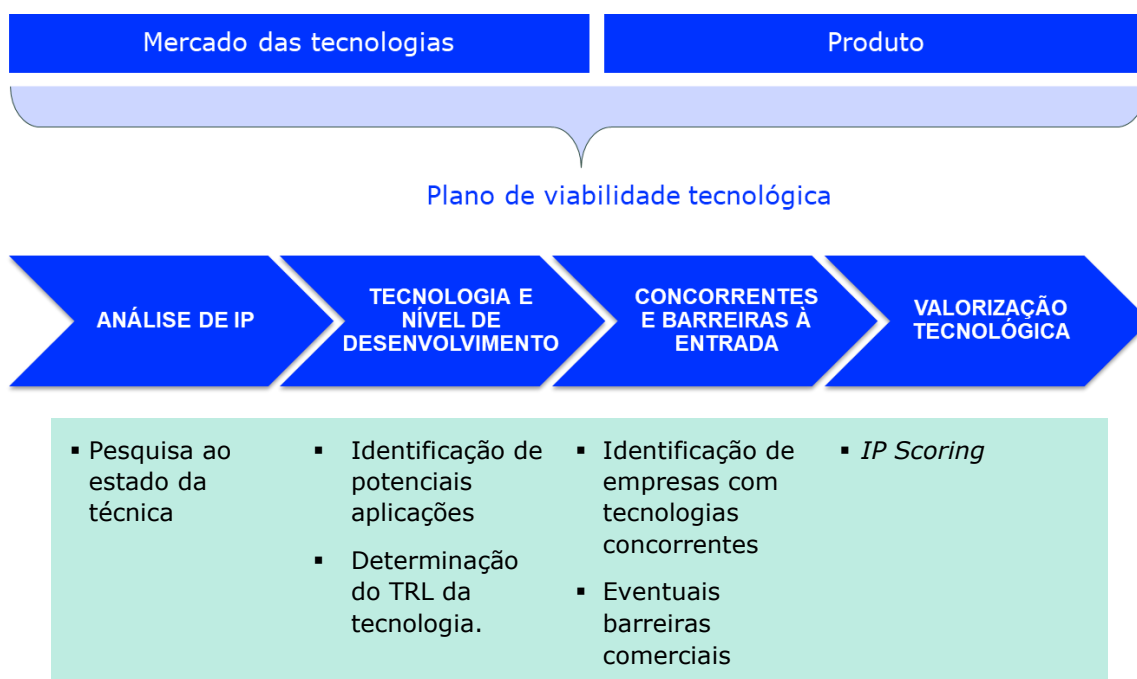 Mercado das tecnologias
Produto
Plano de viabilidade tecnológica
ANÁLISE DE IP
TECNOLOGIA E
NÍVEL DE
DESENVOLVIMENTO
CONCORRENTES
E BARREIRAS À
ENTRADA
VALORIZAÇÃO
TECNOLÓGICA
▪ Pesquisa ao
estado da
técnica
▪ Identificação de
potenciais
aplicações
▪ Determinação
do TRL da
tecnologia.
▪ Identificação de
empresas com
tecnologias
concorrentes
▪ Eventuais
barreiras
comerciais
▪ IP Scoring